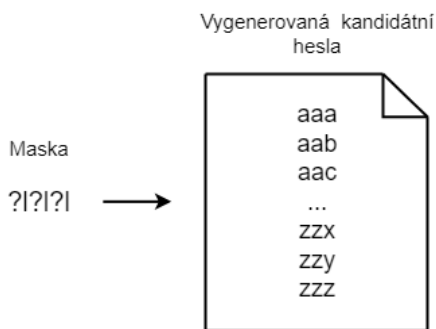 Vygenerovaná kandidátní
hesla
Maska
?l?l?l
aaa
aab
aac
...
zzx
zzy
zzz